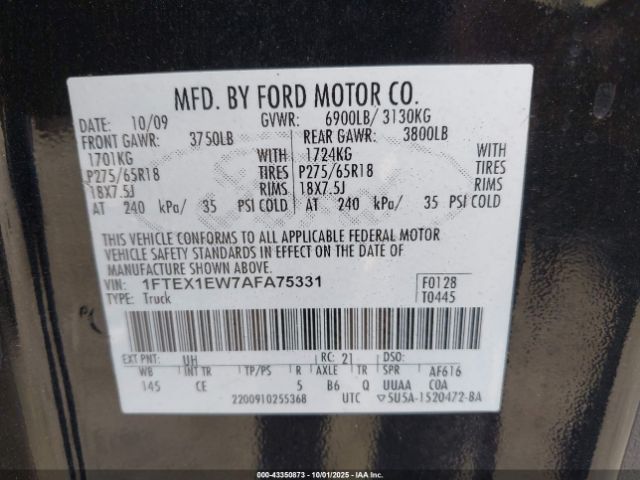 MFD. BY FORD MOTOR CO.
DATE: 10/09 GVWR: 6900LB/ 3130KG
FRONT GAWR: 3750LB REAR GAWR: 3800LB
1701KG WITH 1724KG WITH
P275/65R18 TIRES P275/65R18 TIRES
18X7.5J RIMS 18X7.5J RIMS
AT 240 kPa/ 35 PSI COLD AT 240 kPa/ 35 PSI COLD
THIS VEHICLE CONFORMS TO ALL APPLICABLE FEDERAL MOTOR
VEHICLE SAFETY STANDARDS IN EFFECT ON THE DATE OF
MANUFACTURE SHOWN ABOVE.
VIN: 1FTEX1EW7AFA75331 F0128
TYPE: Truck T0445
EXT PNT: UH RC: 21 DSO:
WB INT TR TP/PS R AXLE TR SPR AF616
145 CE 5 B6 Q UUAA COA
2200910255368 UTC ▽5U5A-1520472-BA
© Copyright 43350873 - 10/01/2025 - IAA Inc.